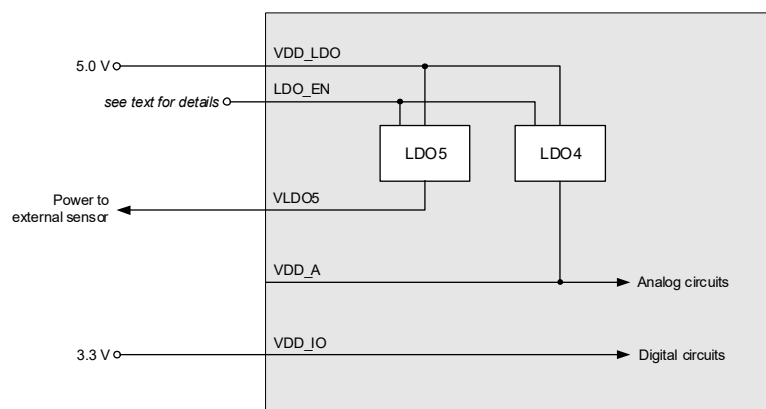 VDD_LDO
5.0 V
LDO_EN
see text for details
LDO5
LDO4
VLDO5
Power to
external sensor
VDD_A
Analog circuits
VDD_IO
3.3 V
Digital circuits